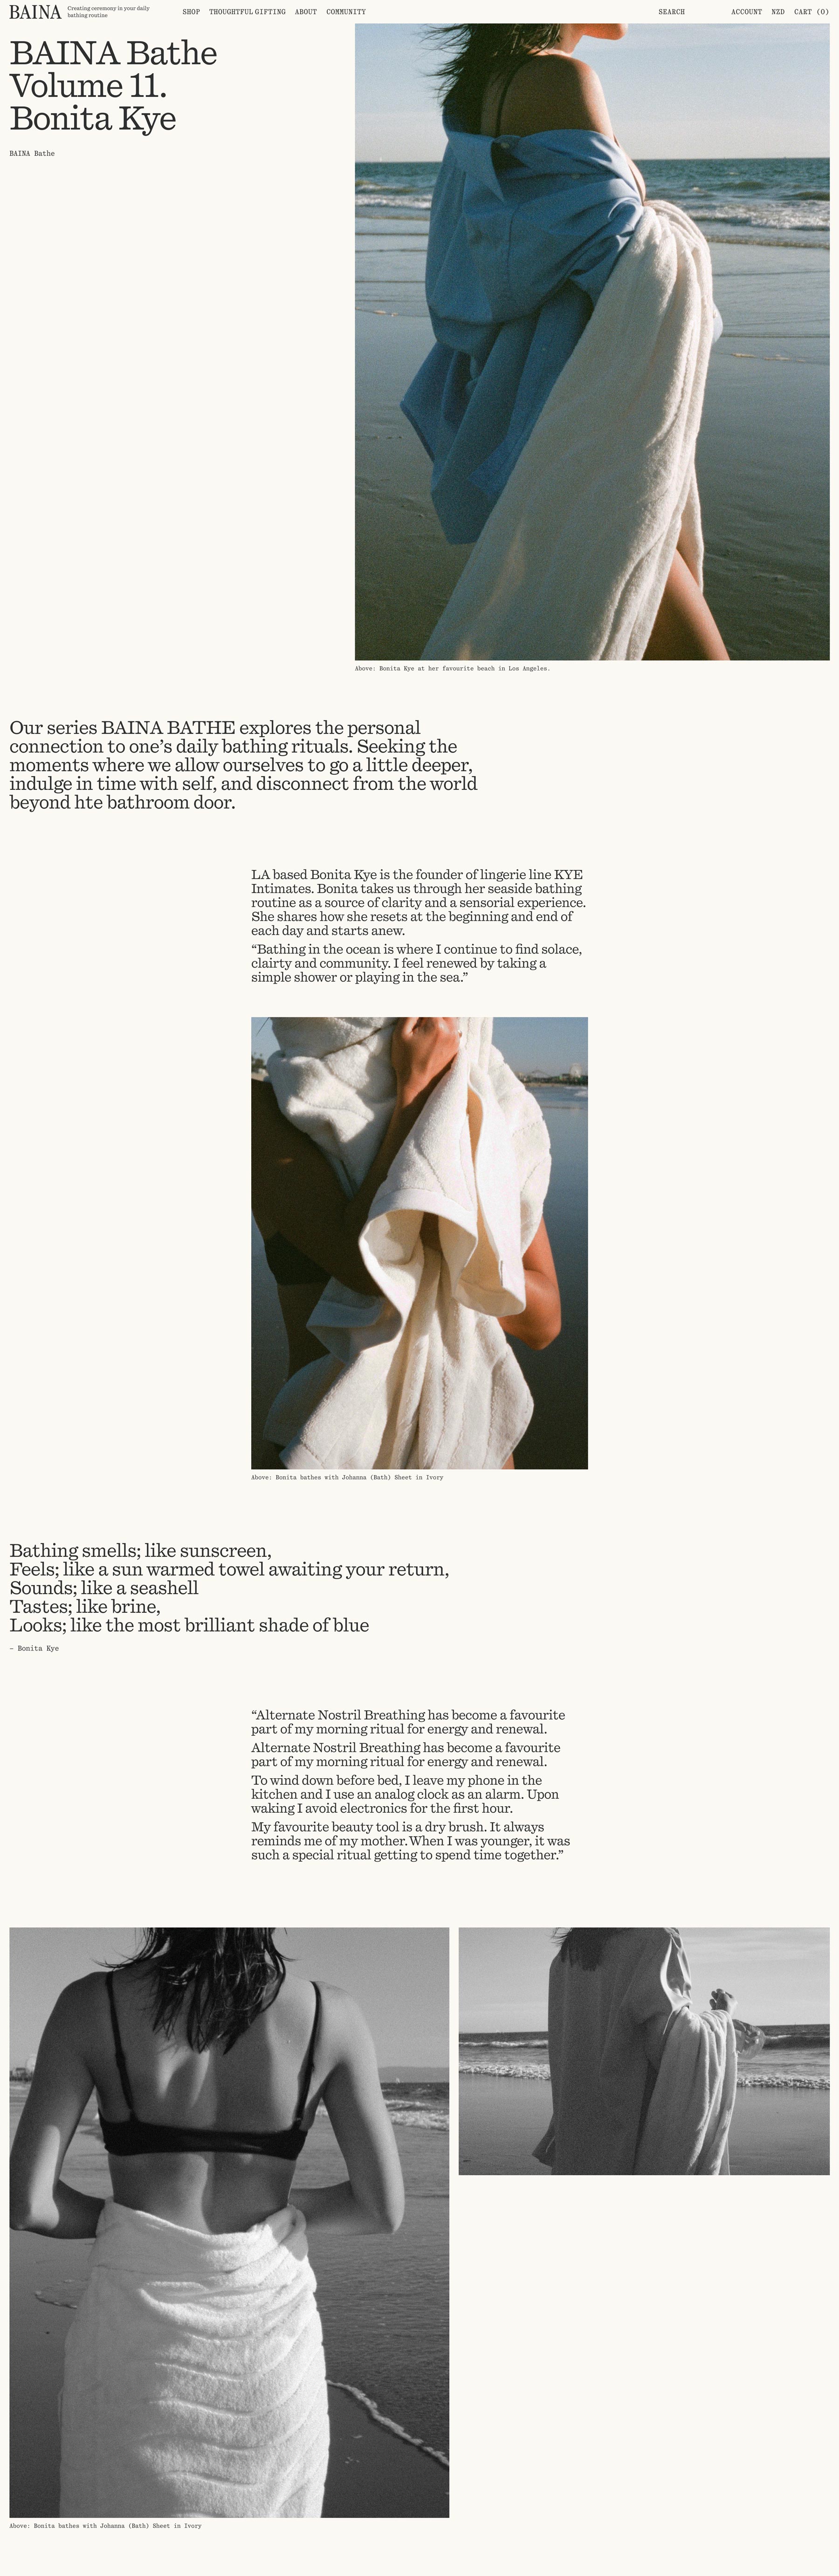 BAINA
Creating ceremony in your daily
bathing routine
SHOP THOUGHTFUL GIFTING ABOUT COMMUNITY
SEARCH
ACCOUNT NZD CART (0)
BAINA Bathe
Volume 11.
Bonita Kye
BAINA Bathe
Above: Bonita Kye at her favourite beach in Los Angeles.
Our series BAINA BATHE explores the personal
connection to one’s daily bathing rituals. Seeking the
moments where we allow ourselves to go a little deeper,
indulge in time with self, and disconnect from the world
beyond hte bathroom door.
LA based Bonita Kye is the founder of lingerie line KYE
Intimates. Bonita takes us through her seaside bathing
routine as a source of clarity and a sensorial experience.
She shares how she resets at the beginning and end of
each day and starts anew.
“Bathing in the ocean is where I continue to find solace,
clairty and community. I feel renewed by taking a
simple shower or playing in the sea.”
Above: Bonita bathes with Johanna (Bath) Sheet in Ivory
Bathing smells; like sunscreen,
Feels; like a sun warmed towel awaiting your return,
Sounds; like a seashell
Tastes; like brine,
Looks; like the most brilliant shade of blue
– Bonita Kye
“Alternate Nostril Breathing has become a favourite
part of my morning ritual for energy and renewal.
Alternate Nostril Breathing has become a favourite
part of my morning ritual for energy and renewal.
To wind down before bed, I leave my phone in the
kitchen and I use an analog clock as an alarm. Upon
waking I avoid electronics for the first hour.
My favourite beauty tool is a dry brush. It always
reminds me of my mother. When I was younger, it was
such a special ritual getting to spend time together.”
Above: Bonita bathes with Johanna (Bath) Sheet in Ivory